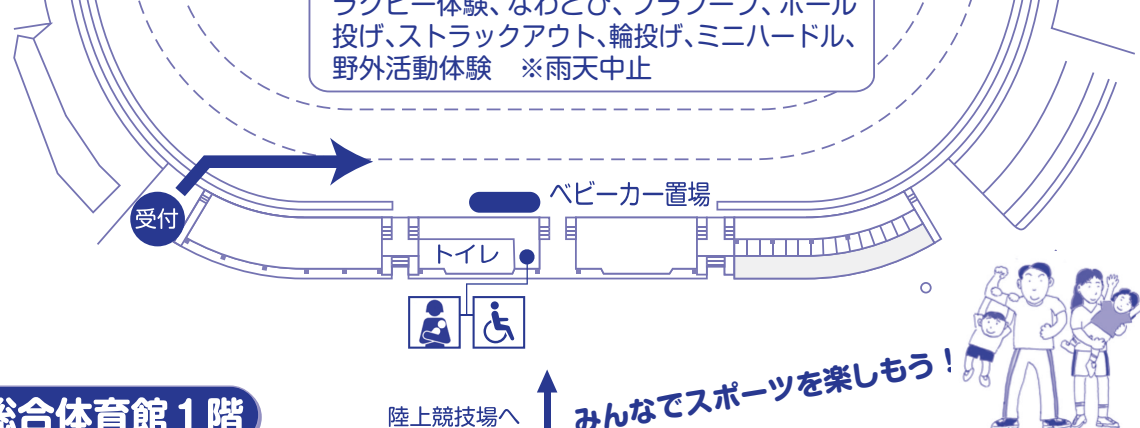 ラグビー体験、なわとび、フラフープ、ボール
投げ、ストラックアウト、輪投げ、ミニハードル、
野外活動体験　※雨天中止
ベビーカー置場
受付
トイレ
みんなでスポーツを楽しもう！
総合体育館１階
陸上競技場へ